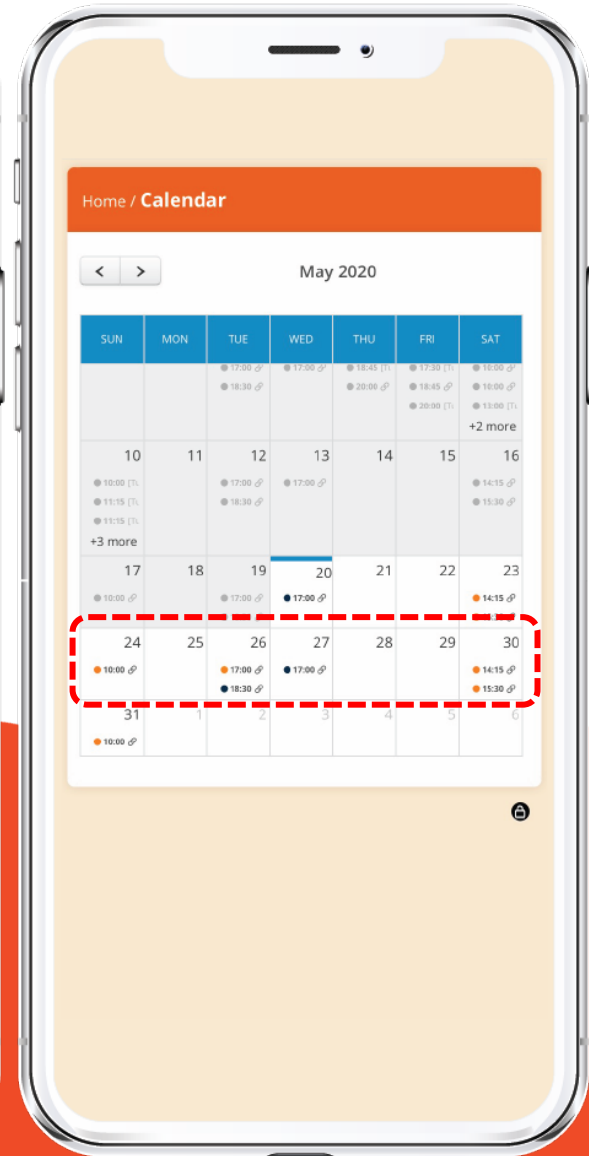 Home / Calendar
< > May 2020
SUN MON TUE WED THU FRI SAT
17:00 17:00 18:45 17:30 10:00
18:30 20:00 18:45 10:00
20:00 13:00
+2 more
10 11 12 13 14 15 16
10:00 17:00 17:00 14:15
11:15 18:30 15:30
11:15
+3 more
17 18 19 20 21 22 23
10:00 17:00 17:00 14:15
24 25 26 27 28 29 30
10:00 17:00 17:00 14:15
18:30 15:30
31 1 2 3 4 5 6
10:00